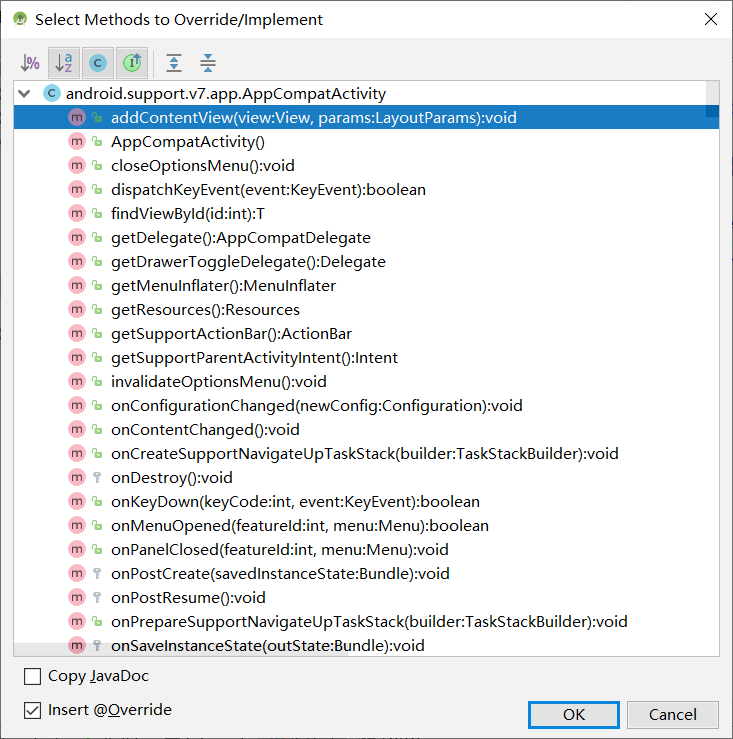 Select Methods to Override/Implement
android.support.v7.app.AppCompatActivity
addContentView(view:View, params:LayoutParams):void
AppCompatActivity()
closeOptionsMenu():void
dispatchKeyEvent(event:KeyEvent):boolean
findViewById(id:int):T
getDelegate():AppCompatDelegate
getDrawerToggleDelegate():Delegate
getMenuInflater():MenuInflater
getResources():Resources
getSupportActionBar():ActionBar
getSupportParentActivityIntent():Intent
invalidateOptionsMenu():void
onConfigurationChanged(newConfig:Configuration):void
onContentChanged():void
onCreateSupportNavigateUpTaskStack(builder:TaskStackBuilder):void
onDestroy():void
onKeyDown(keyCode:int, event:KeyEvent):boolean
onMenuOpened(featureId:int, menu:Menu):boolean
onPanelClosed(featureId:int, menu:Menu):void
onPostCreate(savedInstanceState:Bundle):void
onPostResume():void
onPrepareSupportNavigateUpTaskStack(builder:TaskStackBuilder):void
onSaveInstanceState(outState:Bundle):void
Copy JavaDoc
Insert @Override
OK Cancel